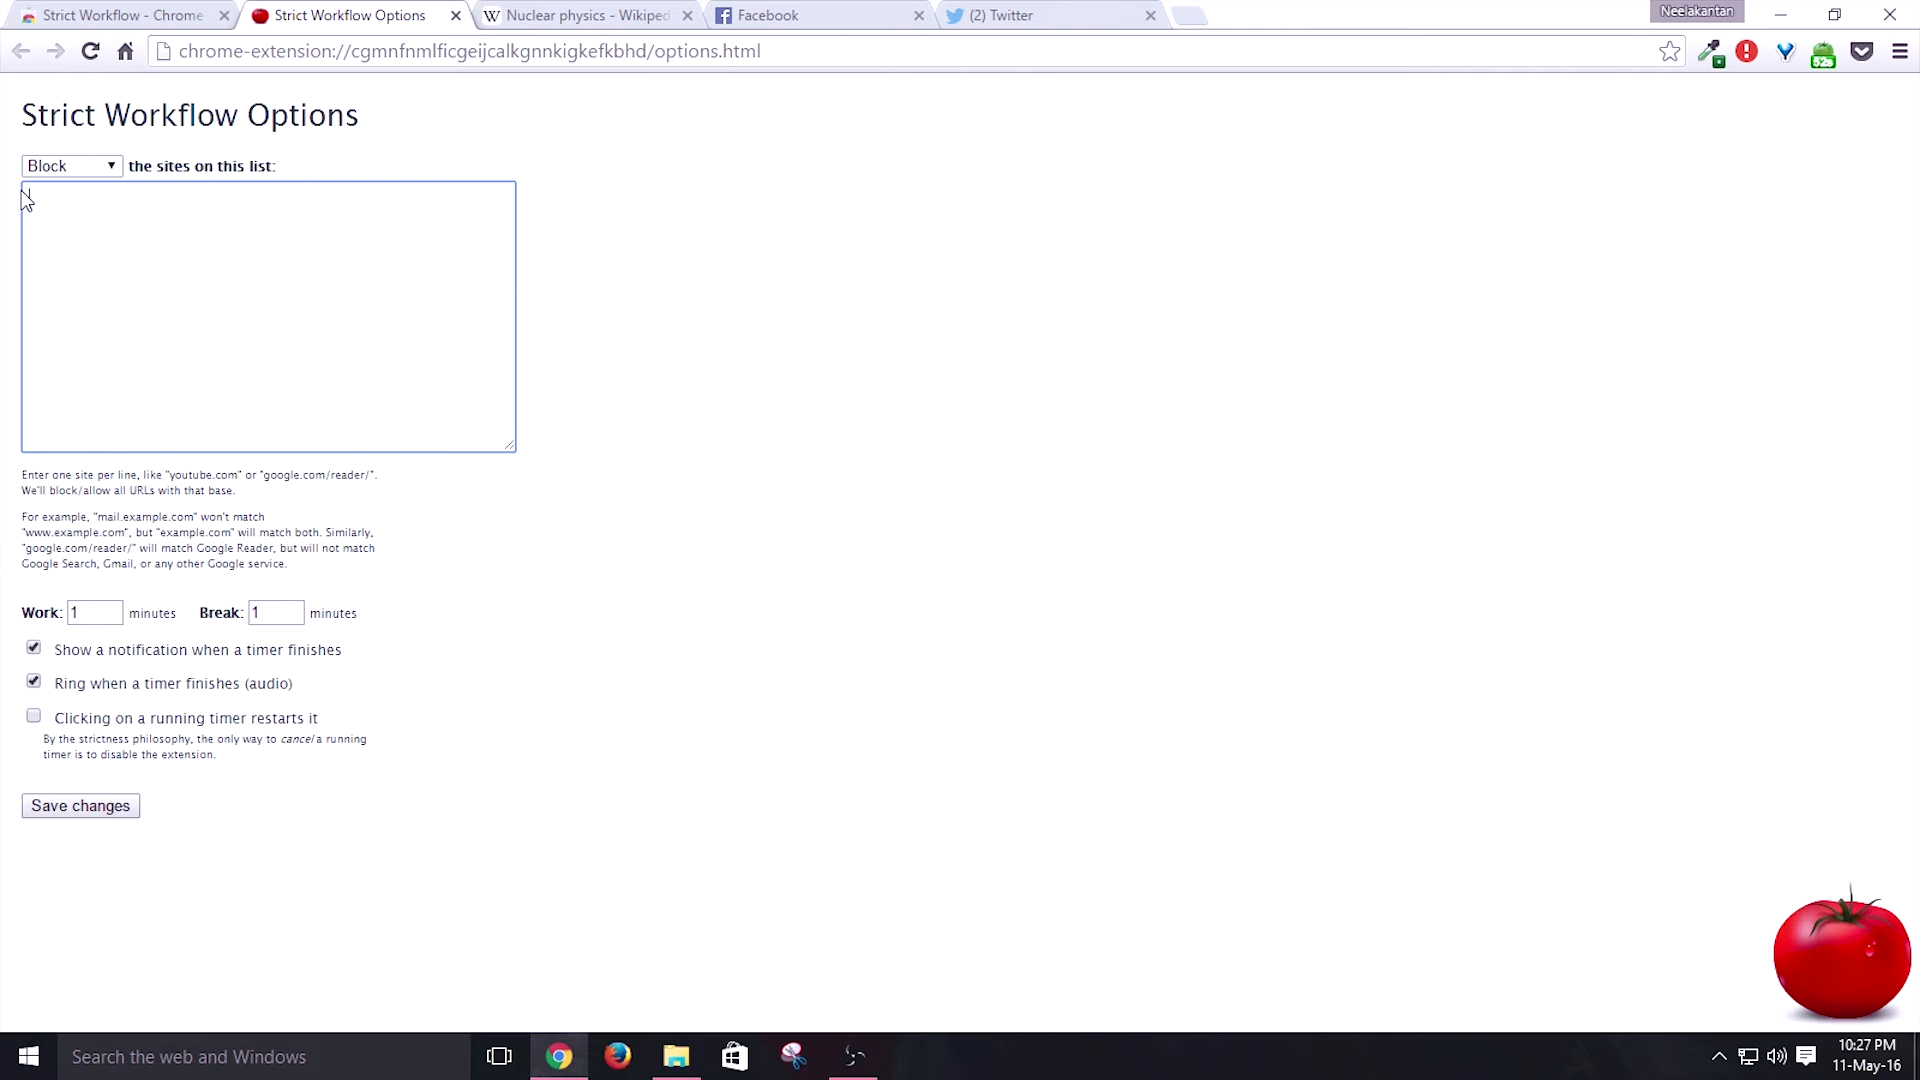 Strict Workflow - Chrome
Strict Workflow Options
Nuclear physics - Wikiped
Facebook
(2) Twitter
Neelakantan
chrome-extension://cgmnfnmlficgeijcalkgnnkigkefkbhd/options.html
52s
Strict Workflow Options
Block the sites on this list:
Enter one site per line, like "youtube.com" or "google.com/reader/".
We'll block/allow all URLs with that base.
For example, "mail.example.com" won't match
"www.example.com", but "example.com" will match both. Similarly,
"google.com/reader/" will match Google Reader, but will not match
Google Search, Gmail, or any other Google service.
Work: 1 minutes Break: 1 minutes
Show a notification when a timer finishes
Ring when a timer finishes (audio)
Clicking on a running timer restarts it
By the strictness philosophy, the only way to cancel a running
timer is to disable the extension.
Save changes
Search the web and Windows
10:27 PM
11-May-16